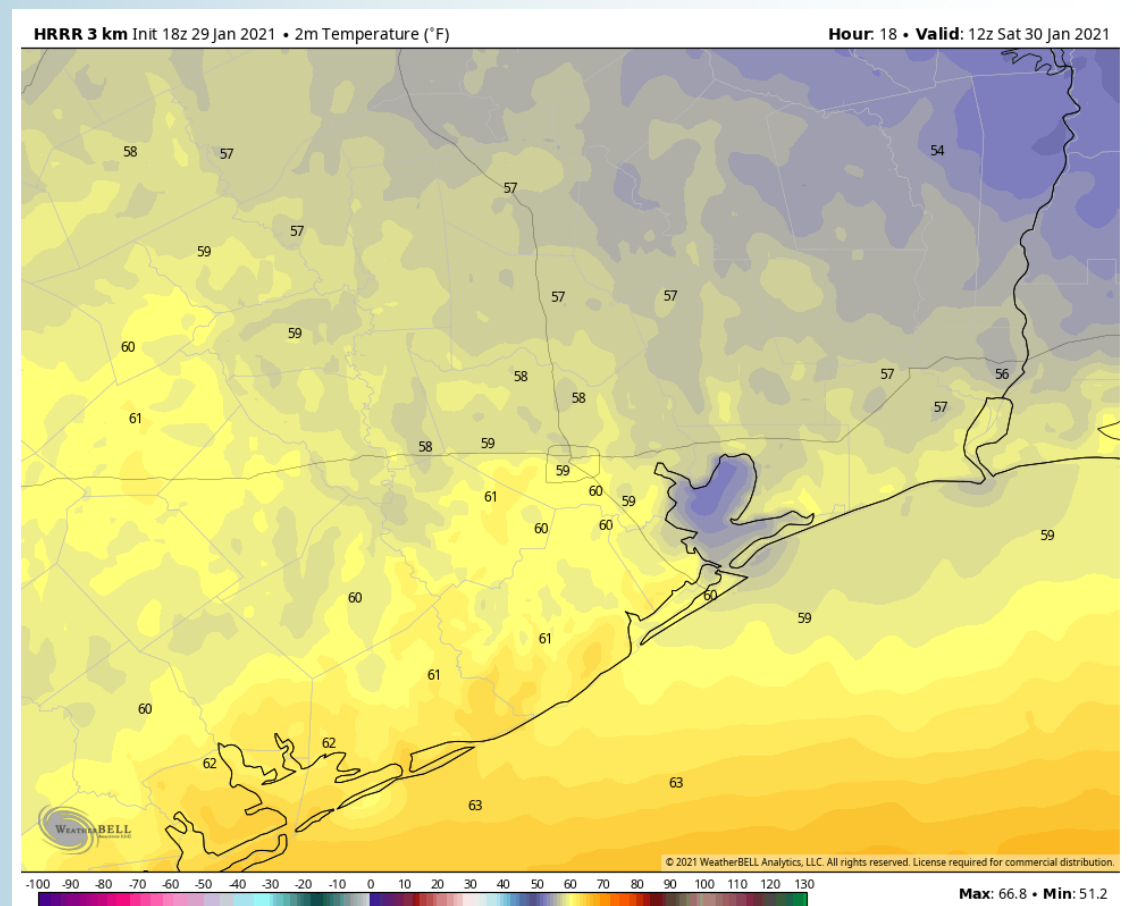 HRRR 3 km Init 18z 29 Jan 2021 • 2m Temperature (°F) Hour: 18 • Valid: 12z Sat 30 Jan 2021
58 57 54
57
57
59
57 57
59
60
58 57 56
58 57
61
58 59
59
61 60 59
60 60
59
60 60
59
61
61
60
62
62
63
63
WEATHERBELL
© 2021 WeatherBELL Analytics, LLC. All rights reserved. License required for commercial distribution.
-100 -90 -80 -70 -60 -50 -40 -30 -20 -10 0 10 20 30 40 50 60 70 80 90 100 110 120 130
Max: 66.8 • Min: 51.2